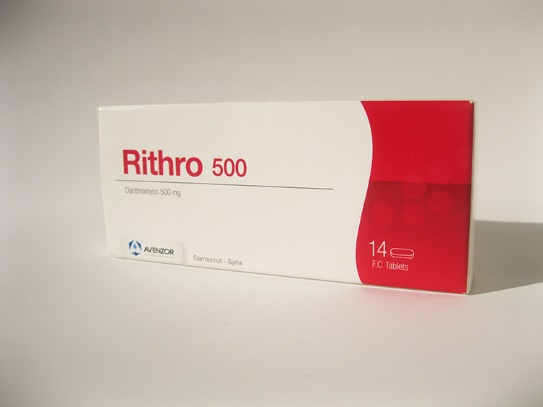 Rithro 500
Clarithromycin 500 mg
AVENZOR
Damascus - Syria
14
F.C. Tablets